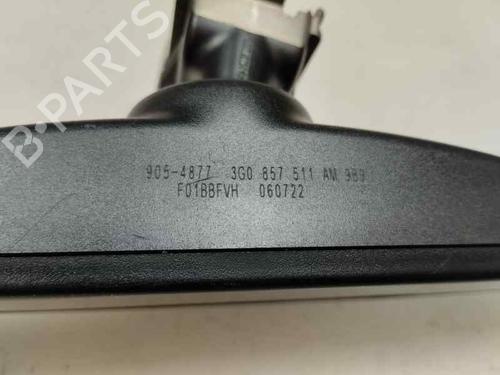 B-PARTS
905-4877 3G0 857 511 AM 9B9
F01BBFVH 060722